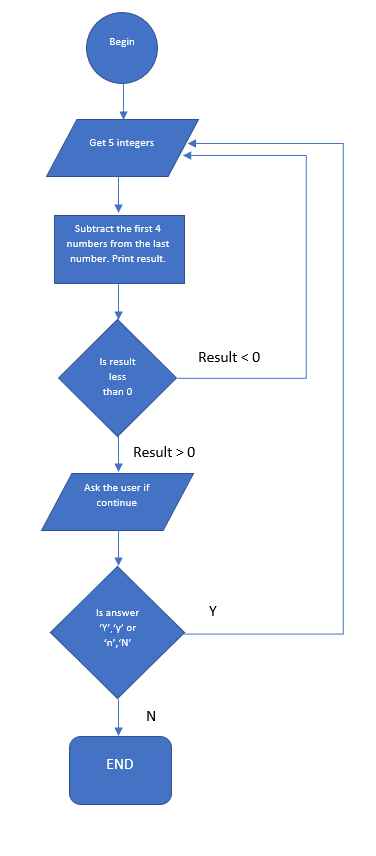 Begin
Get 5 integers
Subtract the first 4
numbers from the last
number. Print result.
Is result
less
than 0
Result < 0
Result > 0
Ask the user if
continue
Is answer
‘Y’,‘y’ or
‘n’,‘N’
Y
N
END